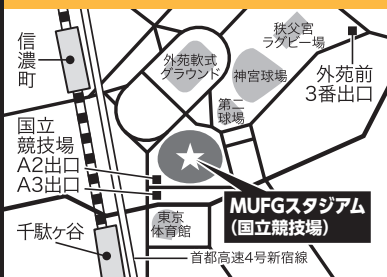 信濃町
外苑軟式
グラウンド
秩父宮
ラグビー場
神宮球場
外苑前
3番出口
第二
球場
国立
競技場
A2出口
A3出口
MUFGスタジアム
(国立競技場)
東京
体育館
千駄ヶ谷
首都高速4号新宿線